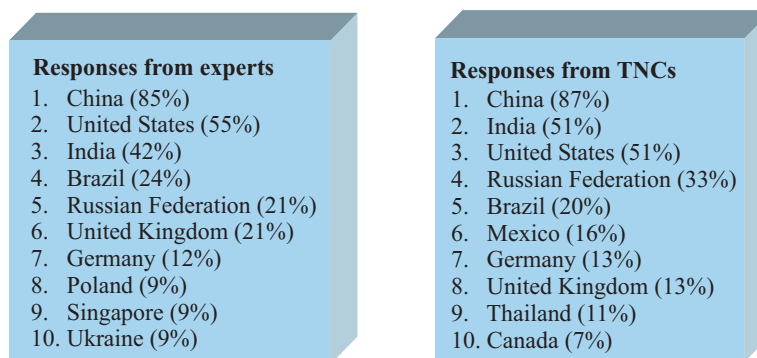 Responses from experts
1. China (85%)
2. United States (55%)
3. India (42%)
4. Brazil (24%)
5. Russian Federation (21%)
6. United Kingdom (21%)
7. Germany (12%)
8. Poland (9%)
9. Singapore (9%)
10. Ukraine (9%)
Responses from TNCs
1. China (87%)
2. India (51%)
3. United States (51%)
4. Russian Federation (33%)
5. Brazil (20%)
6. Mexico (16%)
7. Germany (13%)
8. United Kingdom (13%)
9. Thailand (11%)
10. Canada (7%)